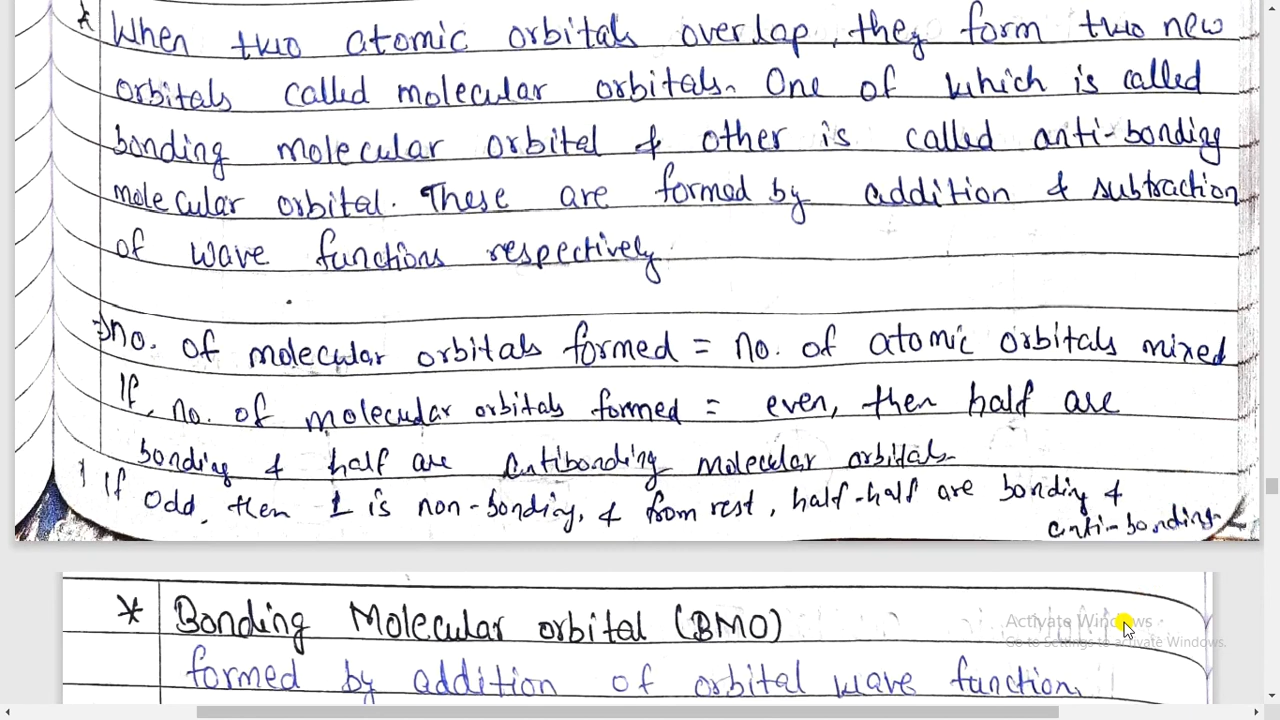 * When two atomic orbitals overlap, they form two new
orbitals called molecular orbitals. One of which is called
bonding molecular orbitel & other is called anti-bonding
molecular orbital. These are formed by addition & subtraction
of wave functions respectively.
⇒ no. of molecular orbitals formed = no. of atomic orbitals mixed
If, no. of molecular orbitals formed = even, then half are
bonding & half are antibonding molecular orbitals.
If odd, then 1 is non-bonding, & from rest, half-half are bonding &
anti-bonding.
* Bonding Molecular orbital (BMO)
Activate Windows
Go to Settings to activate Windows.
formed by addition of orbital wave function.